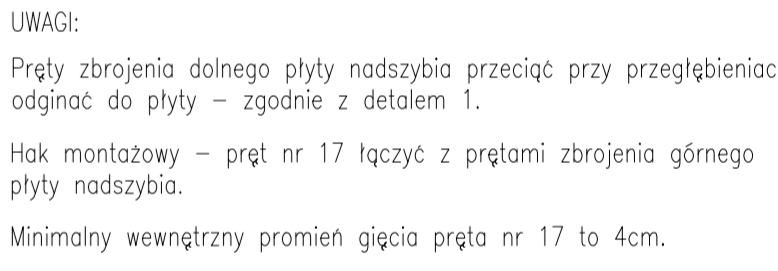 UWAGI:
Pręty zbrojenia dolnego płyty nadszybia przeciąć przy przegłębieniac
odginać do płyty – zgodnie z detalem 1.
Hak montażowy – pręt nr 17 łączyć z prętami zbrojenia górnego
płyty nadszybia.
Minimalny wewnętrzny promień gięcia pręta nr 17 to 4cm.